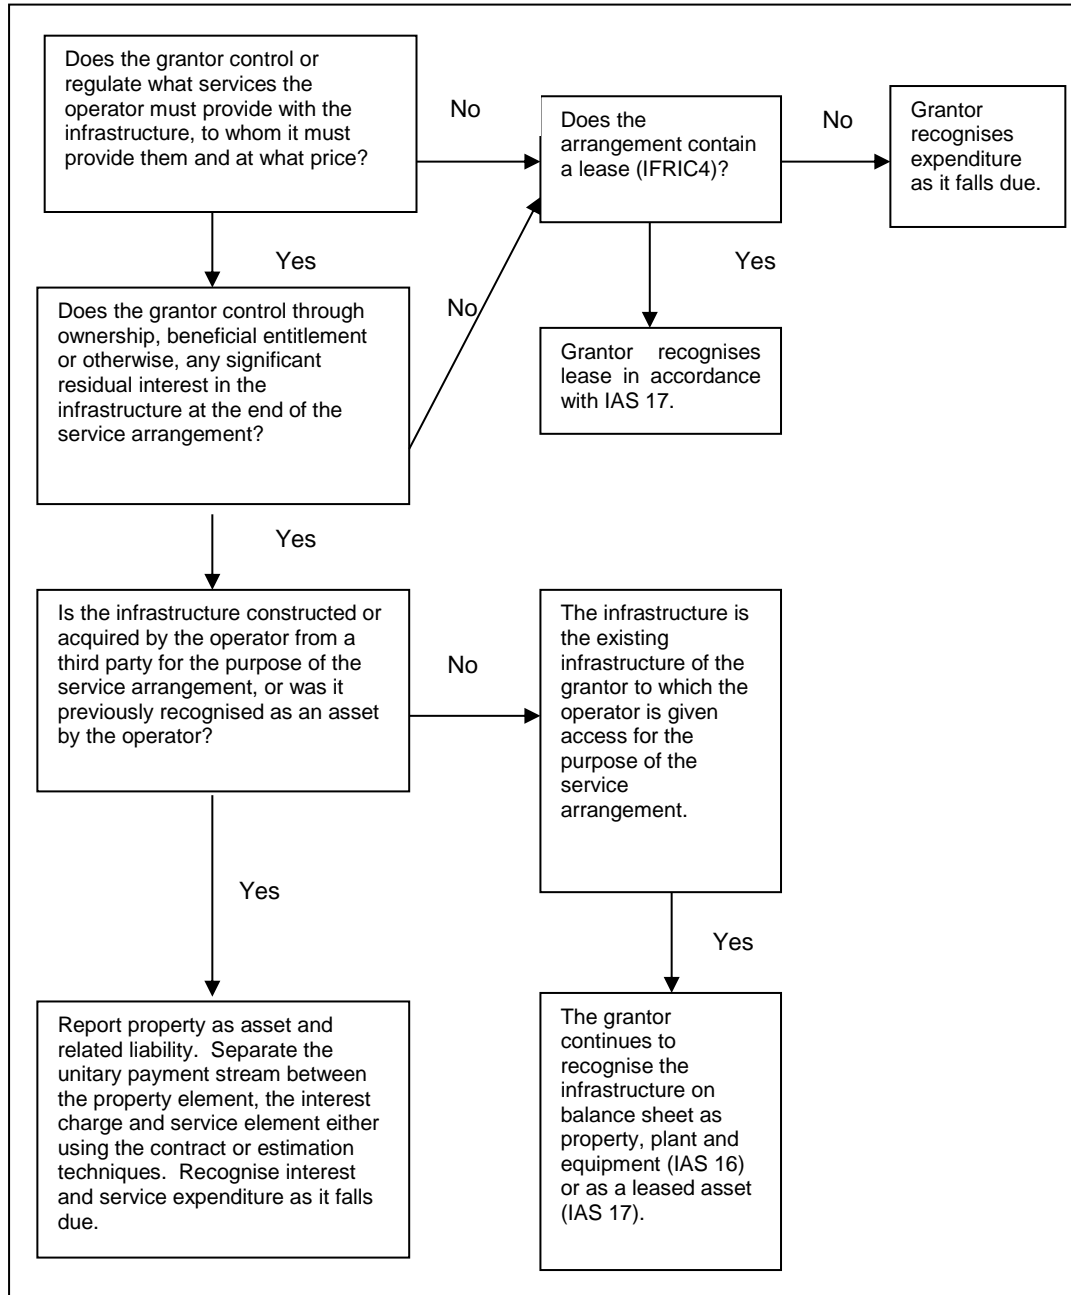 Does the grantor control or
regulate what services the
operator must provide with the
infrastructure, to whom it must
provide them and at what price?
No
Does the
arrangement contain
a lease (IFRIC4)?
No
Grantor
recognises
expenditure
as it falls due.
Yes
Yes
Does the grantor control through
ownership, beneficial entitlement
or otherwise, any significant
residual interest in the
infrastructure at the end of the
service arrangement?
No
Grantor recognises
lease in accordance
with IAS 17.
Yes
Is the infrastructure constructed or
acquired by the operator from a
third party for the purpose of the
service arrangement, or was it
previously recognised as an asset
by the operator?
No
The infrastructure is
the existing
infrastructure of the
grantor to which the
operator is given
access for the
purpose of the
service
arrangement.
Yes
Yes
Report property as asset and
related liability.  Separate the
unitary payment stream between
the property element, the interest
charge and service element either
using the contract or estimation
techniques.  Recognise interest
and service expenditure as it falls
due.
The grantor
continues to
recognise the
infrastructure on
balance sheet as
property, plant and
equipment (IAS 16)
or as a leased asset
(IAS 17).